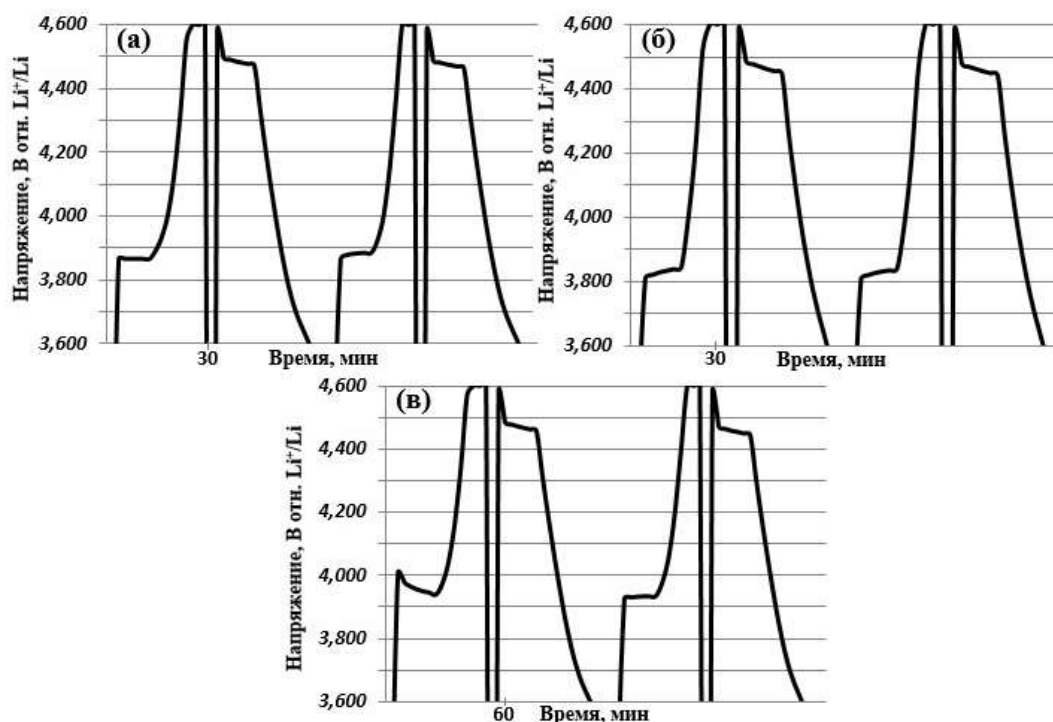 (а)
Напряжение, В отн. Li⁺/Li
4,600
4,400
4,200
4,000
3,800
3,600
30
Время, мин
(б)
Напряжение, В отн. Li⁺/Li
4,600
4,400
4,200
4,000
3,800
3,600
30
Время, мин
(в)
Напряжение, В отн. Li⁺/Li
4,600
4,400
4,200
4,000
3,800
3,600
60
Время, мин